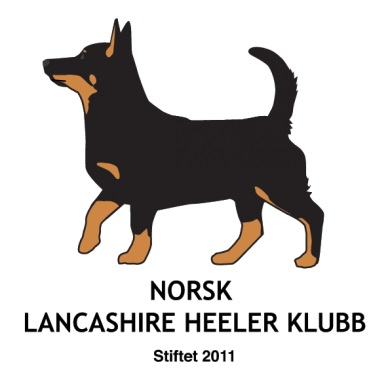 NORSK
LANCASHIRE HEELER KLUBB
Stiftet 2011